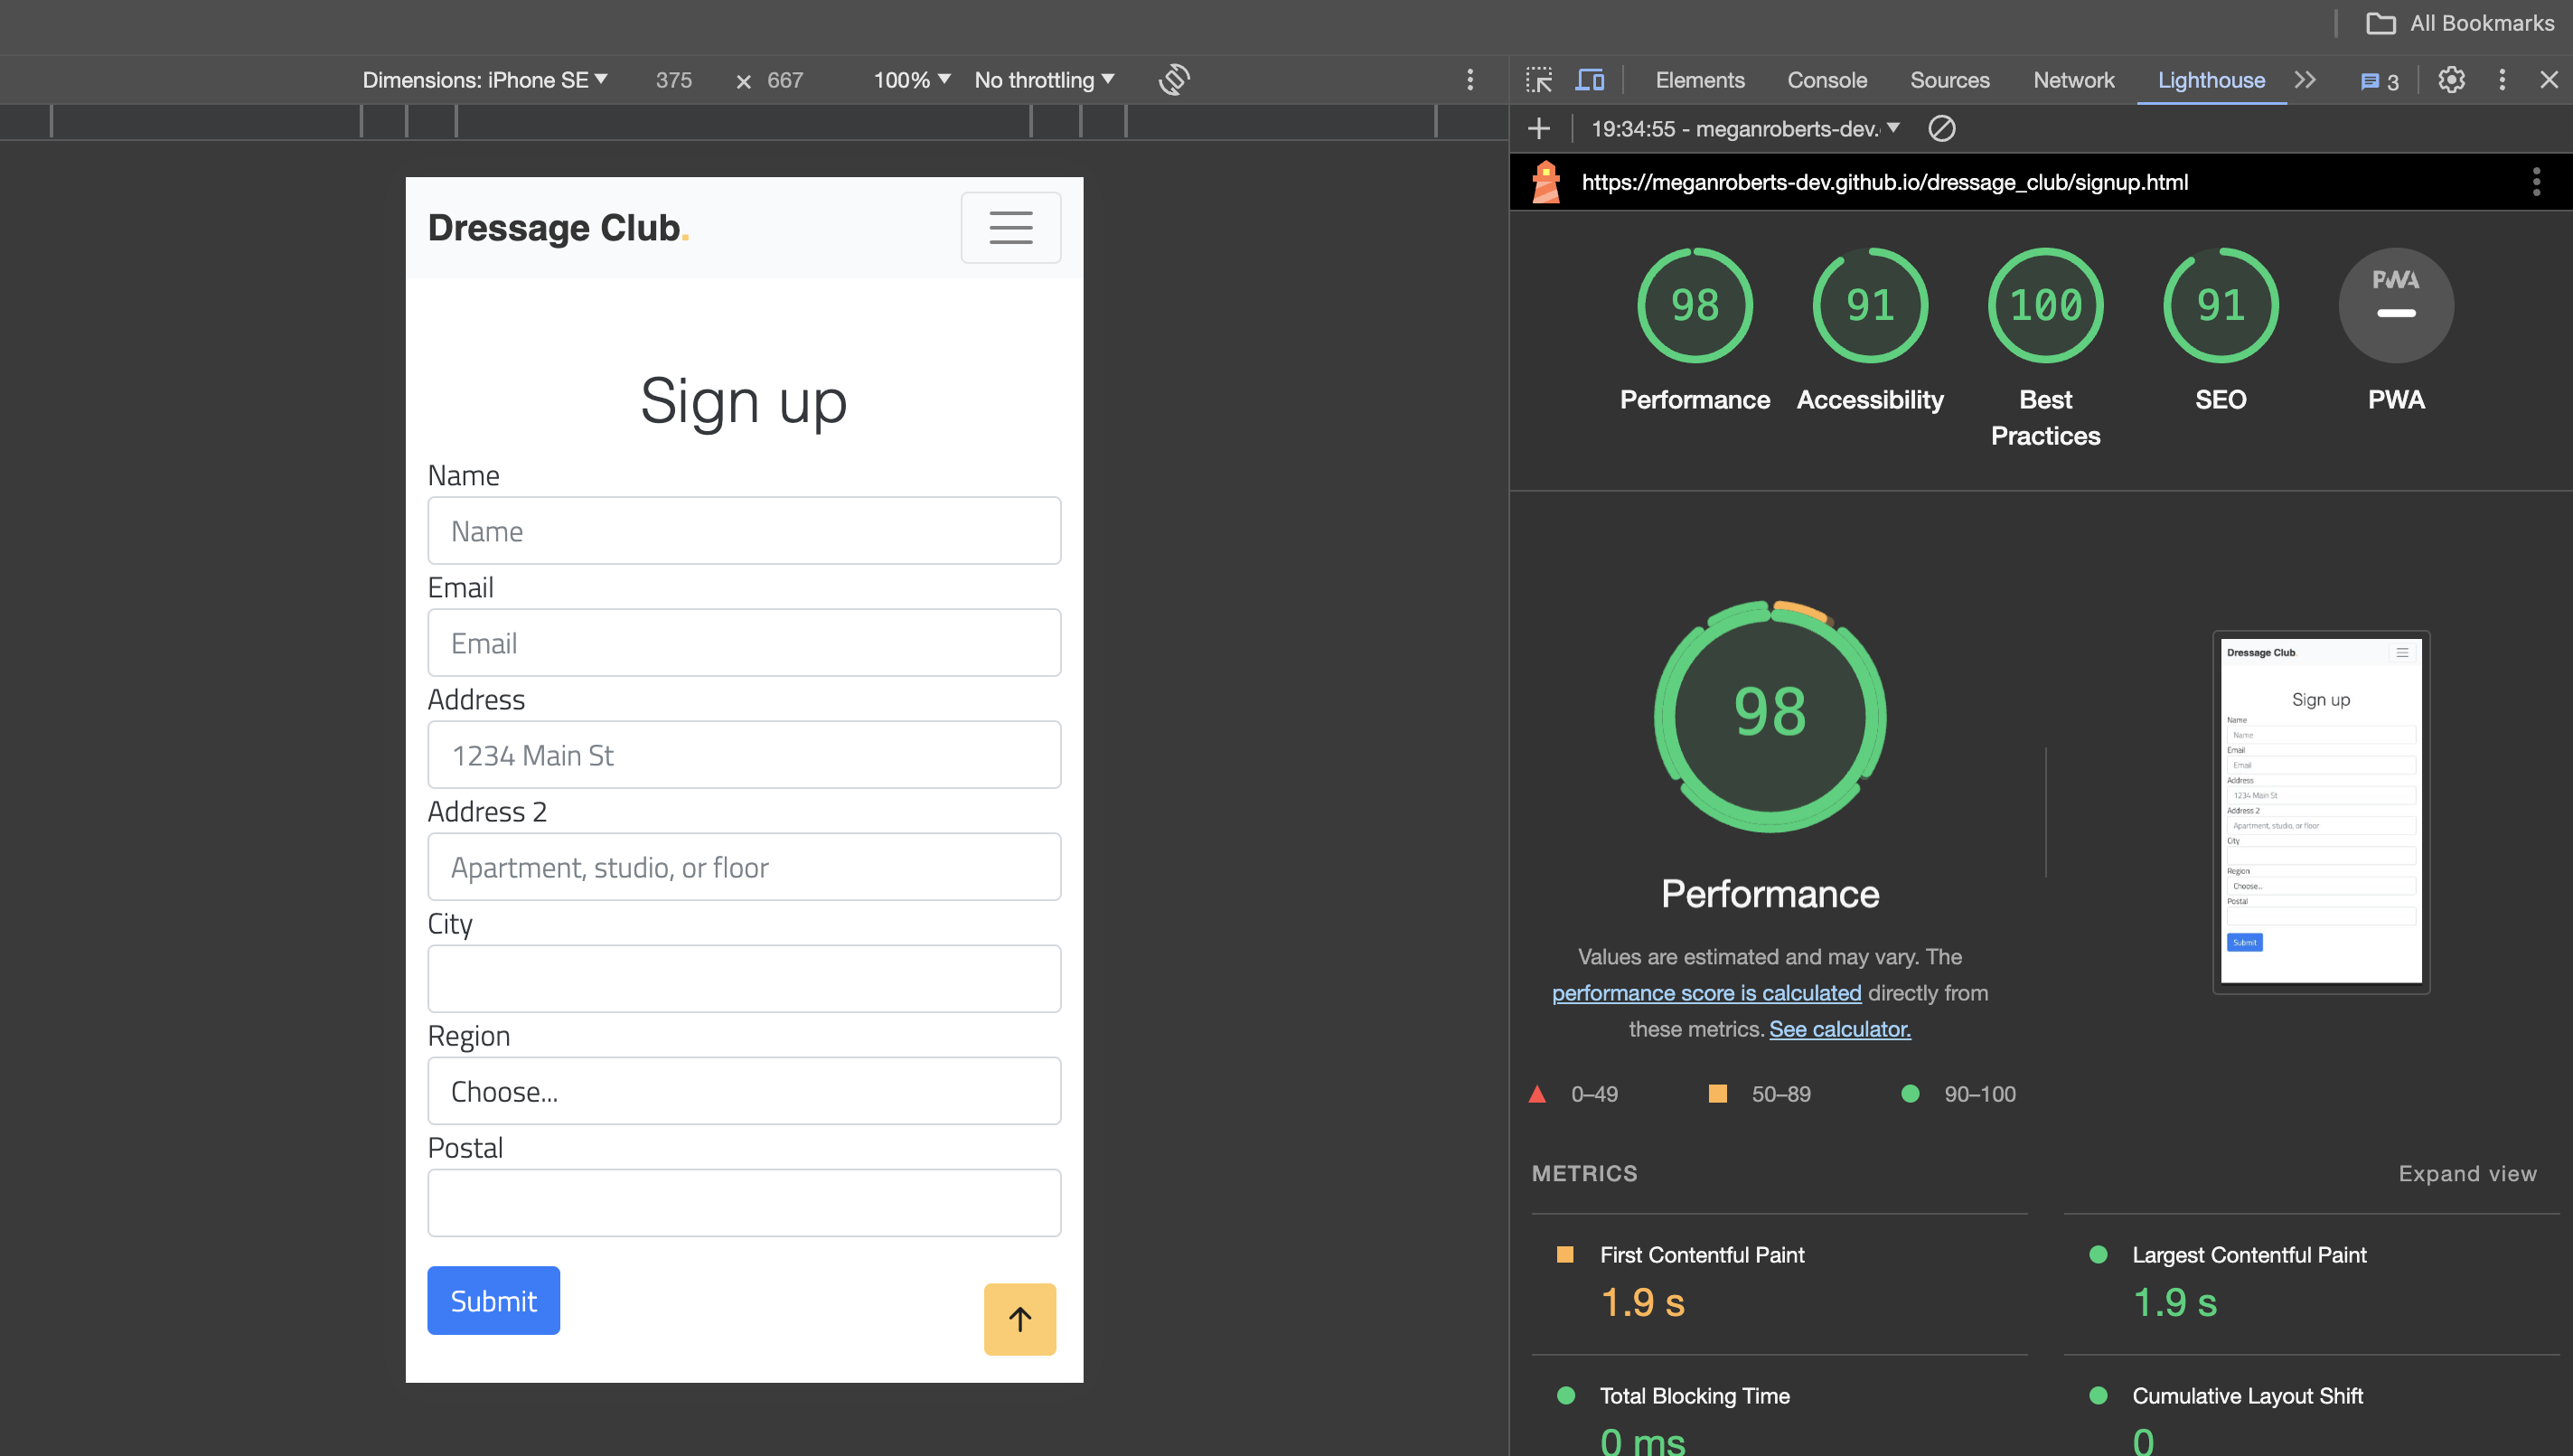 All Bookmarks
Dimensions: iPhone SE 375 × 667 100% No throttling
Elements Console Sources Network Lighthouse 3
19:34:55 - meganroberts-dev.
https://meganroberts-dev.github.io/dressage_club/signup.html
Dressage Club.
Sign up
Name
Name
Email
Email
Address
1234 Main St
Address 2
Apartment, studio, or floor
City
Region
Choose...
Postal
Submit
98 91 100 91 PWA
Performance Accessibility Best Practices SEO PWA
98
Performance
Values are estimated and may vary. The
performance score is calculated directly from
these metrics. See calculator.
0–49 50–89 90–100
Dressage Club.
Sign up
Name
Name
Email
Email
Address
1234 Main St
Address 2
Apartment, studio, or floor
City
Region
Choose...
Postal
Submit
METRICS Expand view
First Contentful Paint
1.9 s
Largest Contentful Paint
1.9 s
Total Blocking Time
0 ms
Cumulative Layout Shift
0